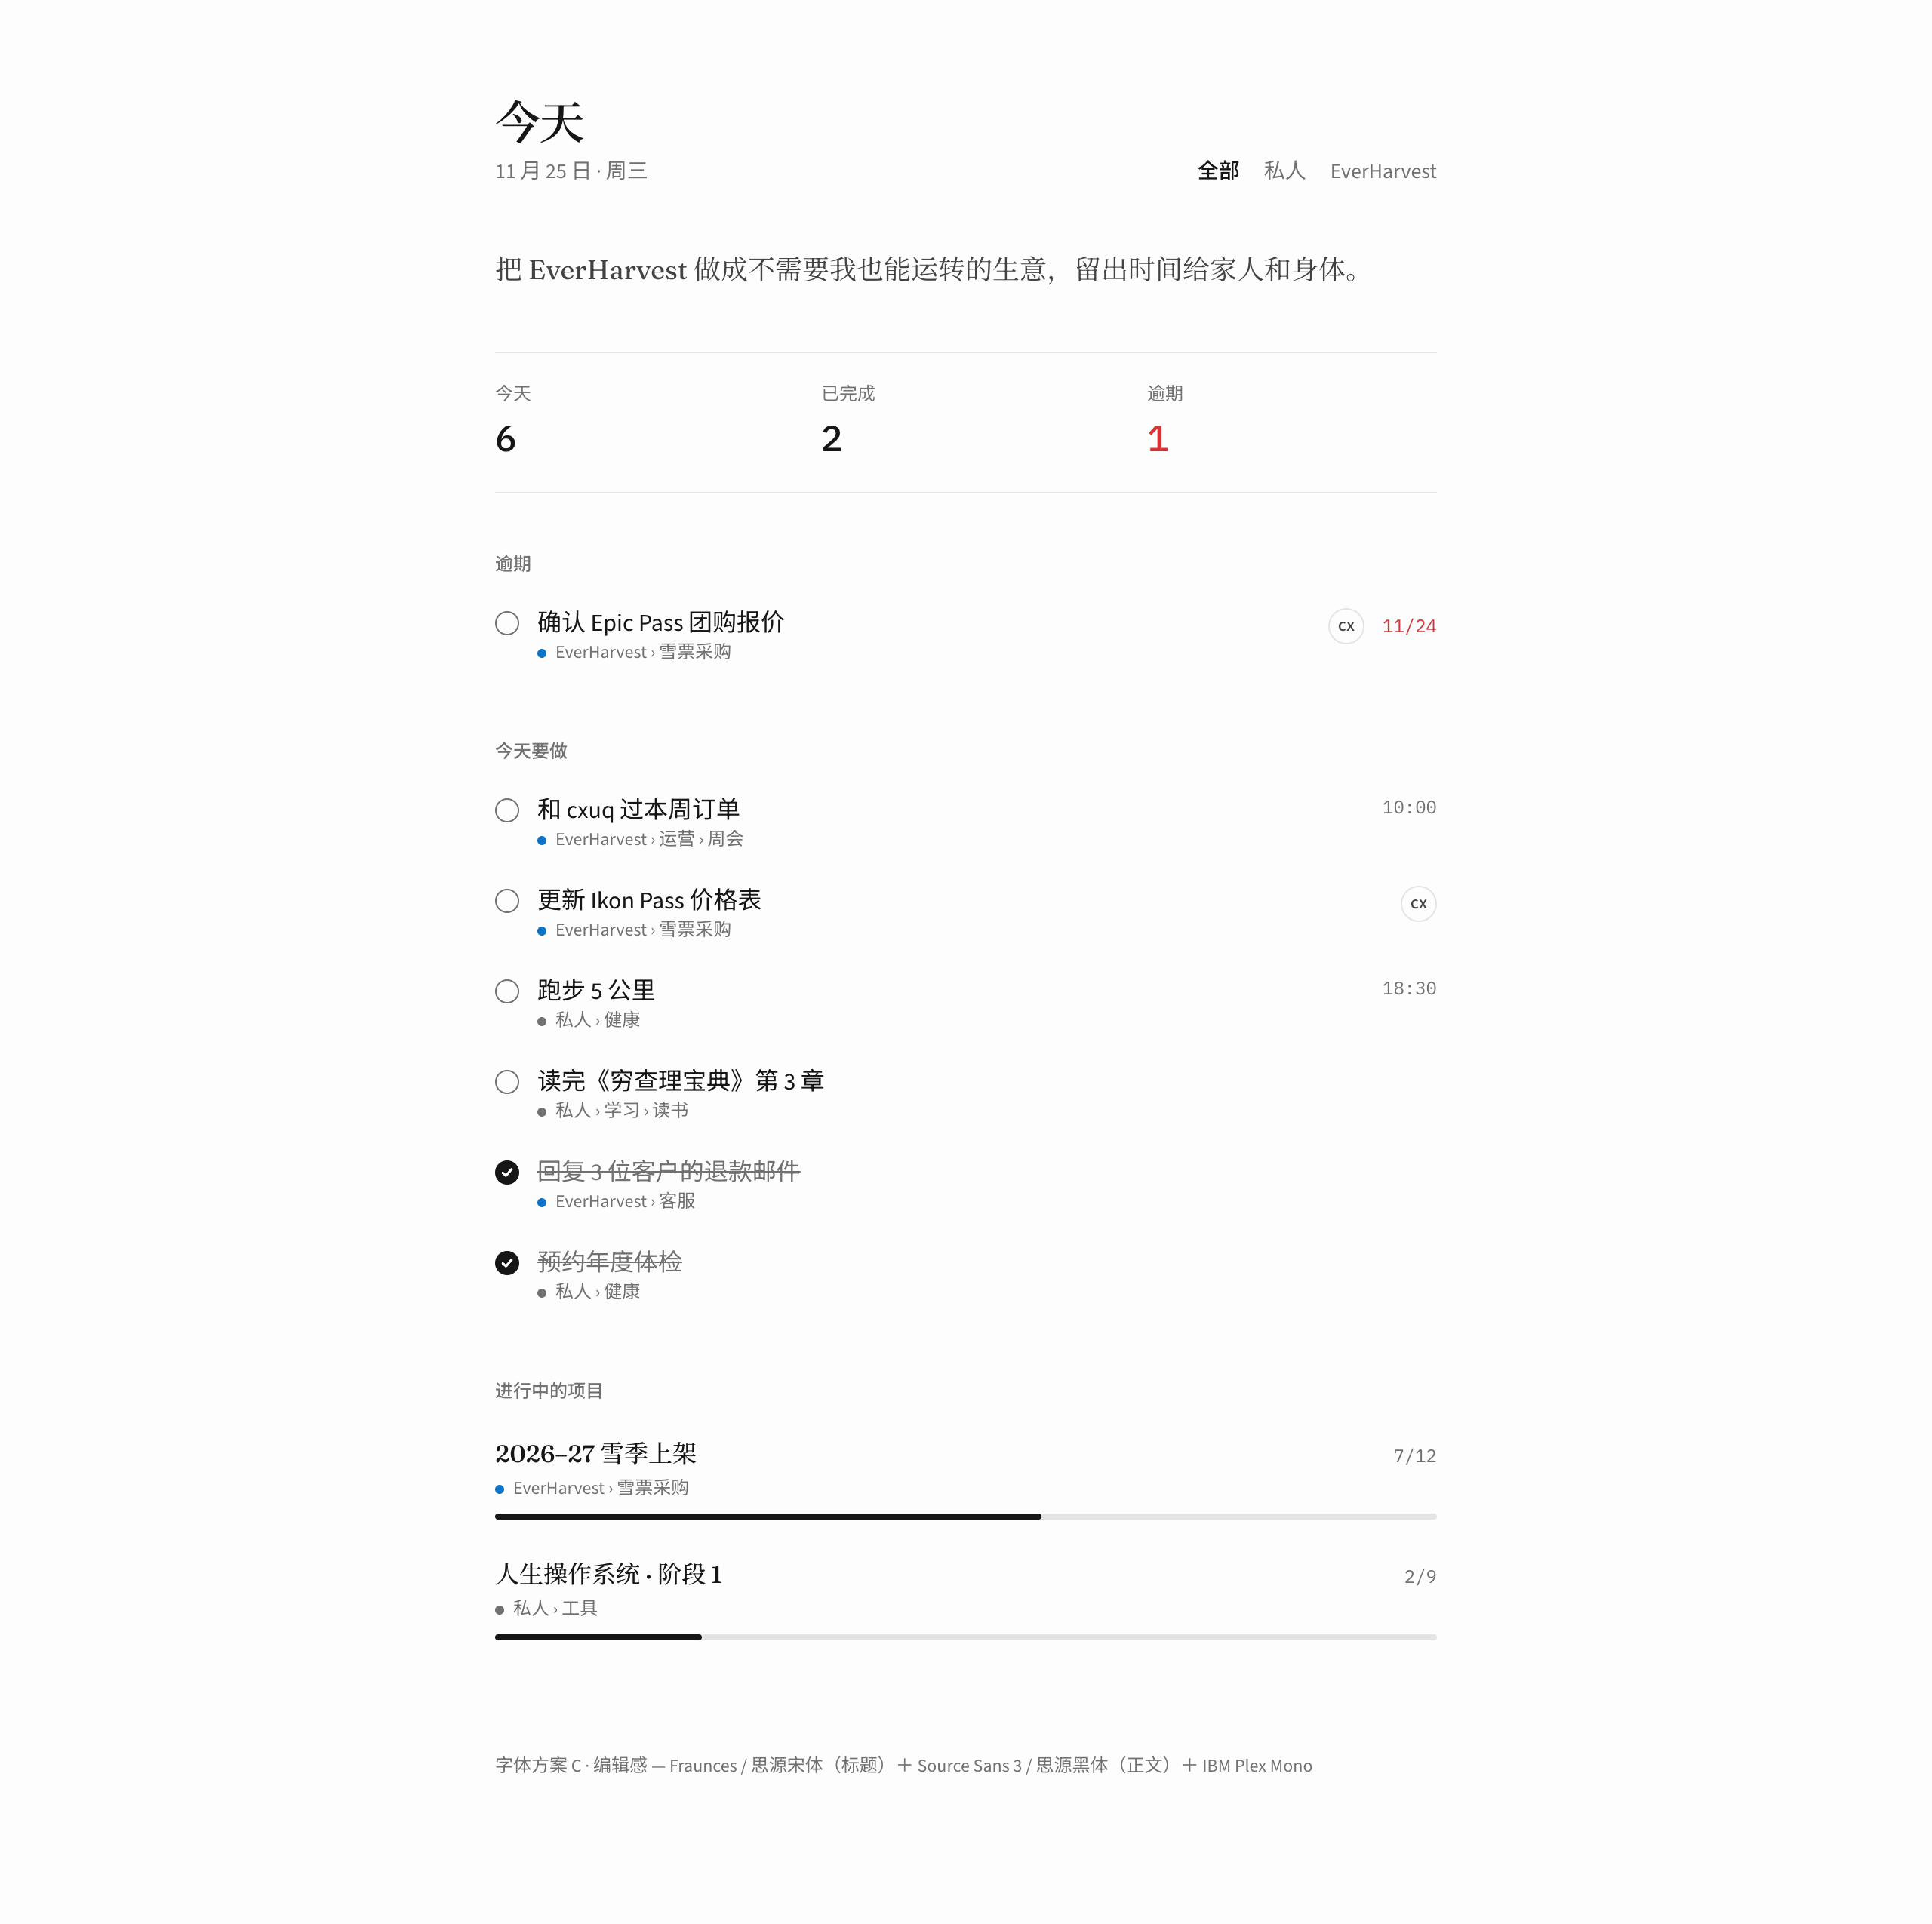 今天
11 月 25 日 · 周三
全部 私人 EverHarvest
把 EverHarvest 做成不需要我也能运转的生意，留出时间给家人和身体。
今天 已完成 逾期
6 2 1
逾期
确认 Epic Pass 团购报价 CX 11/24
EverHarvest › 雪票采购
今天要做
和 cxuq 过本周订单 10:00
EverHarvest › 运营 › 周会
更新 Ikon Pass 价格表 CX
EverHarvest › 雪票采购
跑步 5 公里 18:30
私人 › 健康
读完《穷查理宝典》第 3 章
私人 › 学习 › 读书
回复 3 位客户的退款邮件
EverHarvest › 客服
预约年度体检
私人 › 健康
进行中的项目
2026–27 雪季上架 7/12
EverHarvest › 雪票采购
人生操作系统 · 阶段 1 2/9
私人 › 工具
字体方案 C · 编辑感 — Fraunces / 思源宋体（标题）＋ Source Sans 3 / 思源黑体（正文）＋ IBM Plex Mono